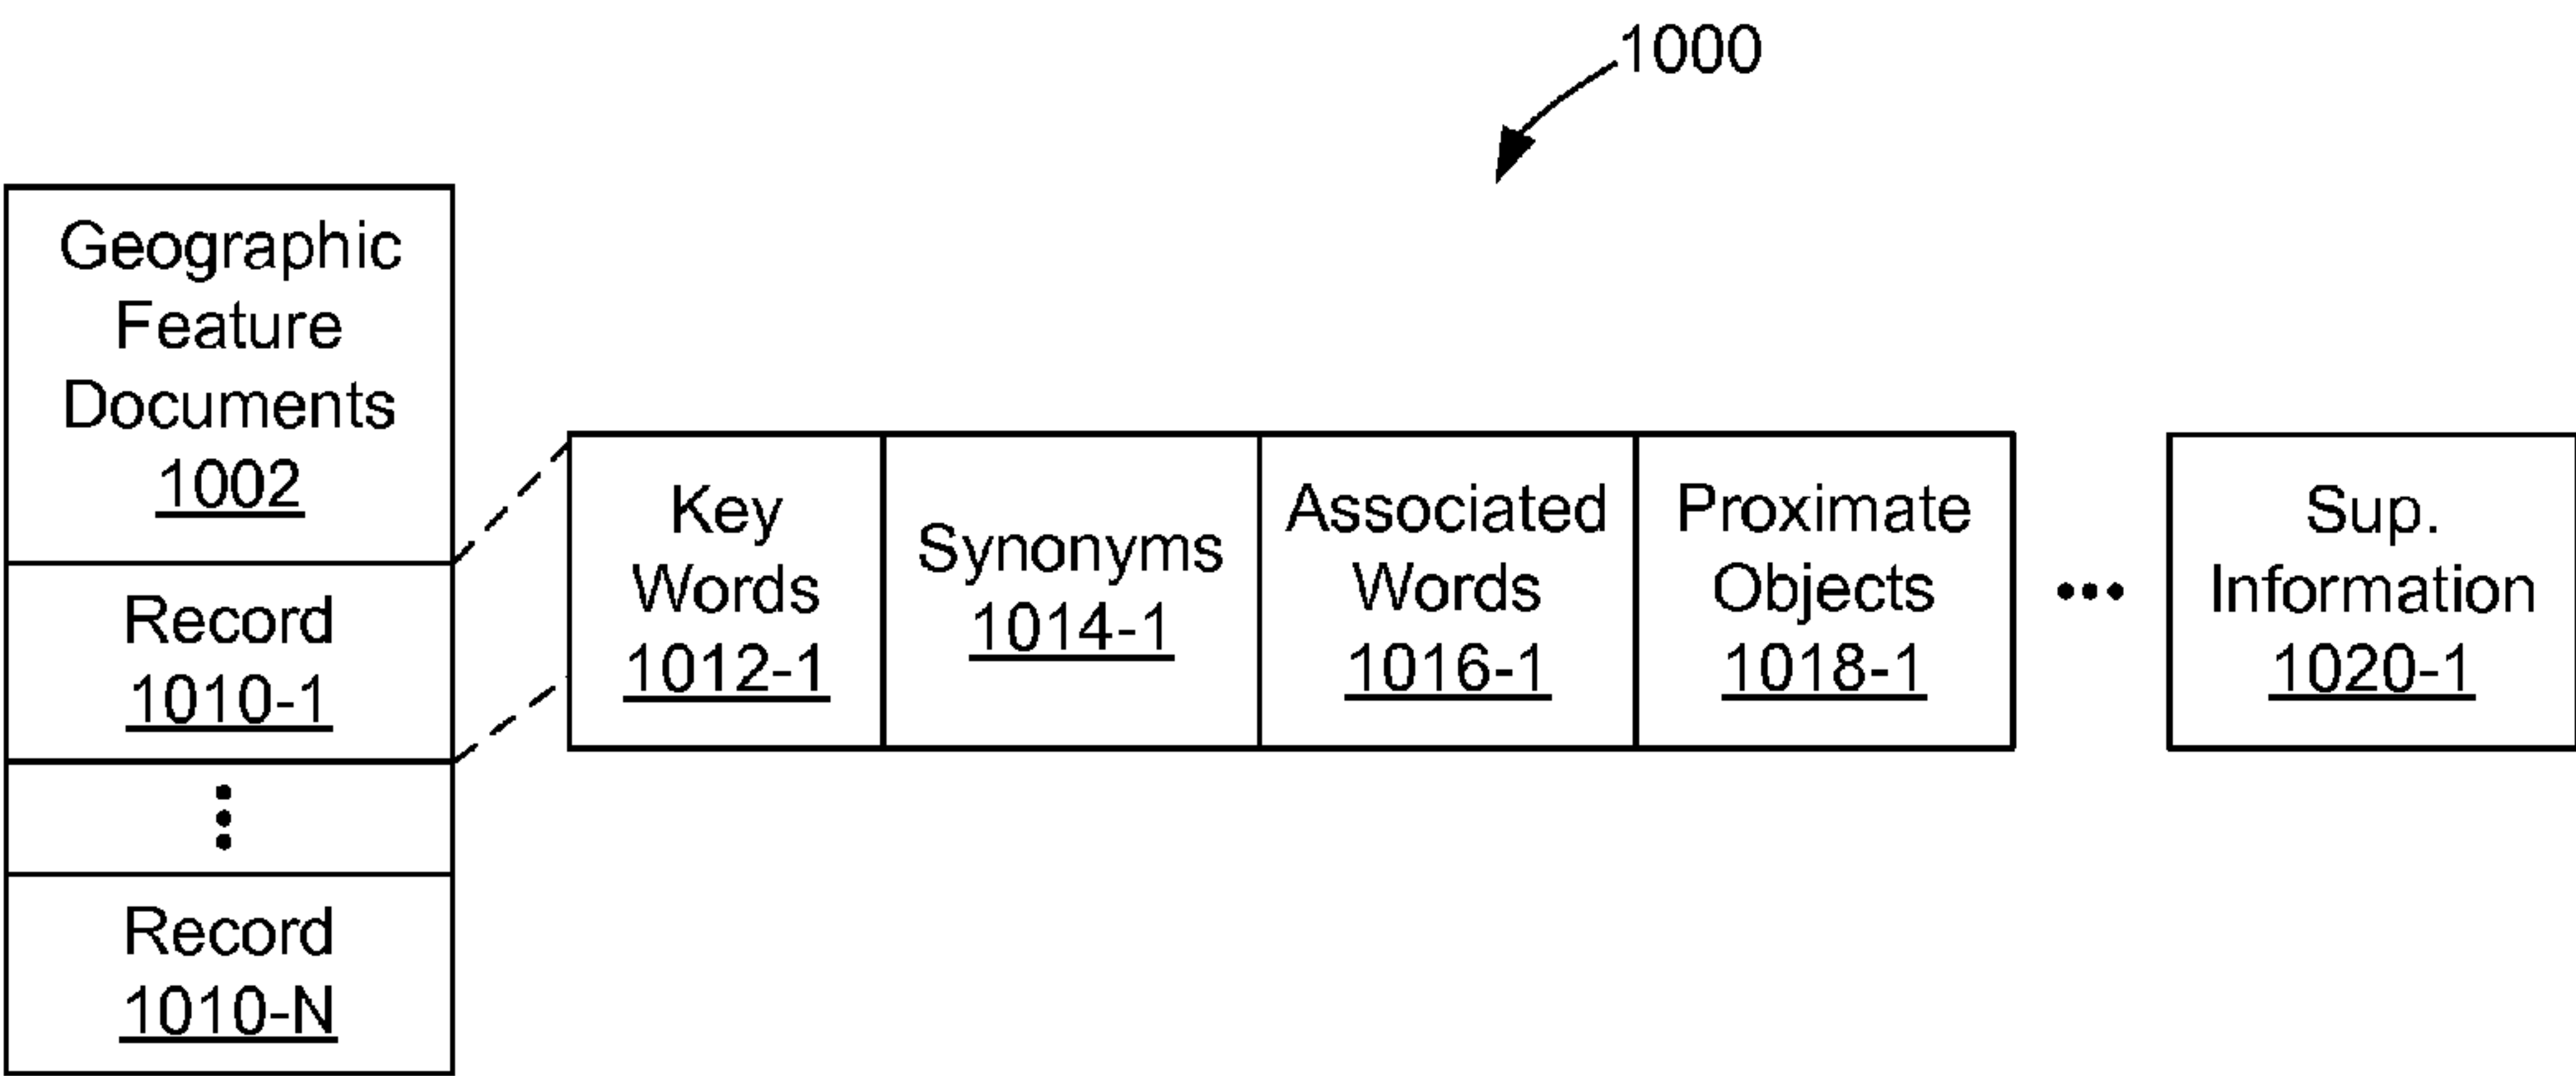 1000
Geographic
Feature
Documents
1002
Record
1010-1
Record
1010-N
Key
Words
1012-1
Synonyms
1014-1
Associated
Words
1016-1
Proximate
Objects
1018-1
Sup.
Information
1020-1